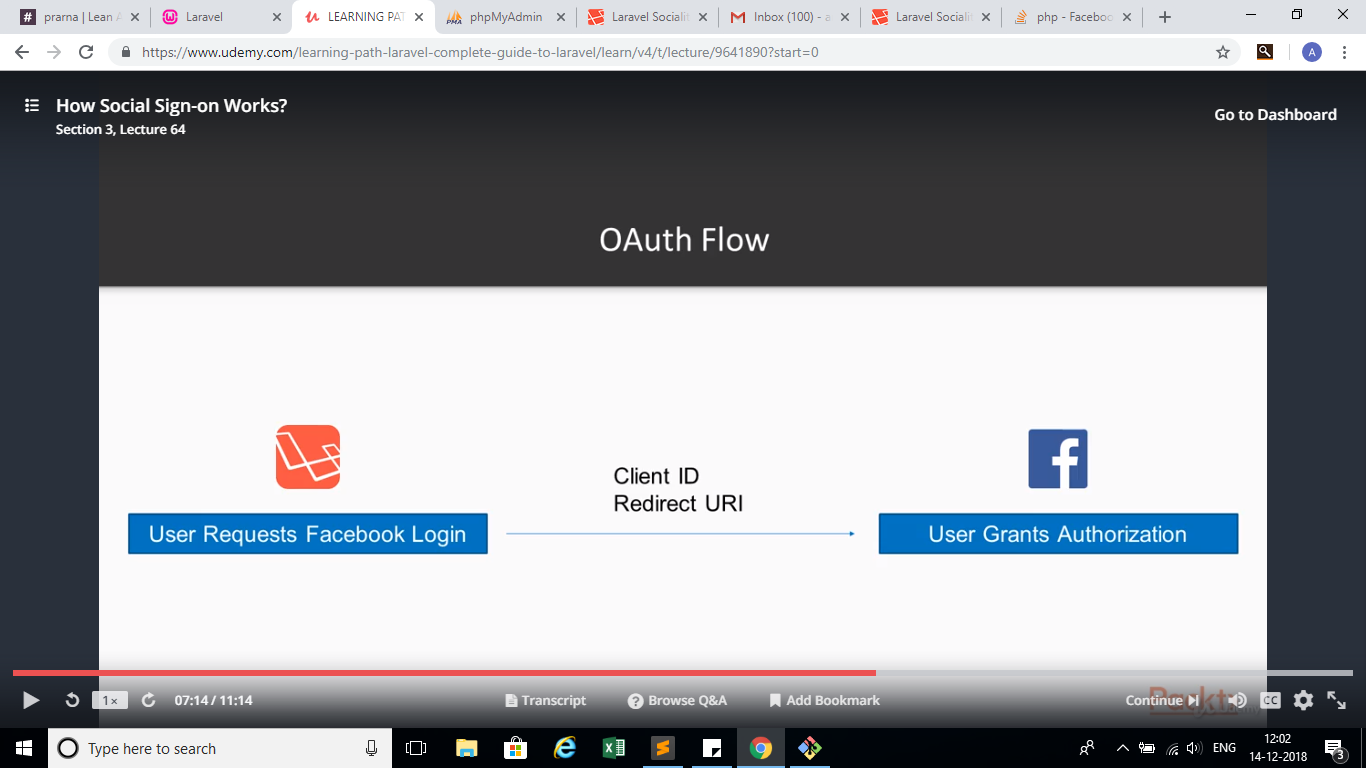 prarna | Lean A
Laravel
LEARNING PAT
phpMyAdmin
Laravel Socialit
Inbox (100) - a
Laravel Socialit
php - Faceboo
https://www.udemy.com/learning-path-laravel-complete-guide-to-laravel/learn/v4/t/lecture/9641890?start=0
A
How Social Sign-on Works?
Section 3, Lecture 64
Go to Dashboard
OAuth Flow
Client ID
Redirect URI
User Requests Facebook Login
User Grants Authorization
1×
07:14 / 11:14
Transcript
Browse Q&A
Add Bookmark
Continue
CC
Packt
Type here to search
ENG
12:02
14-12-2018
3